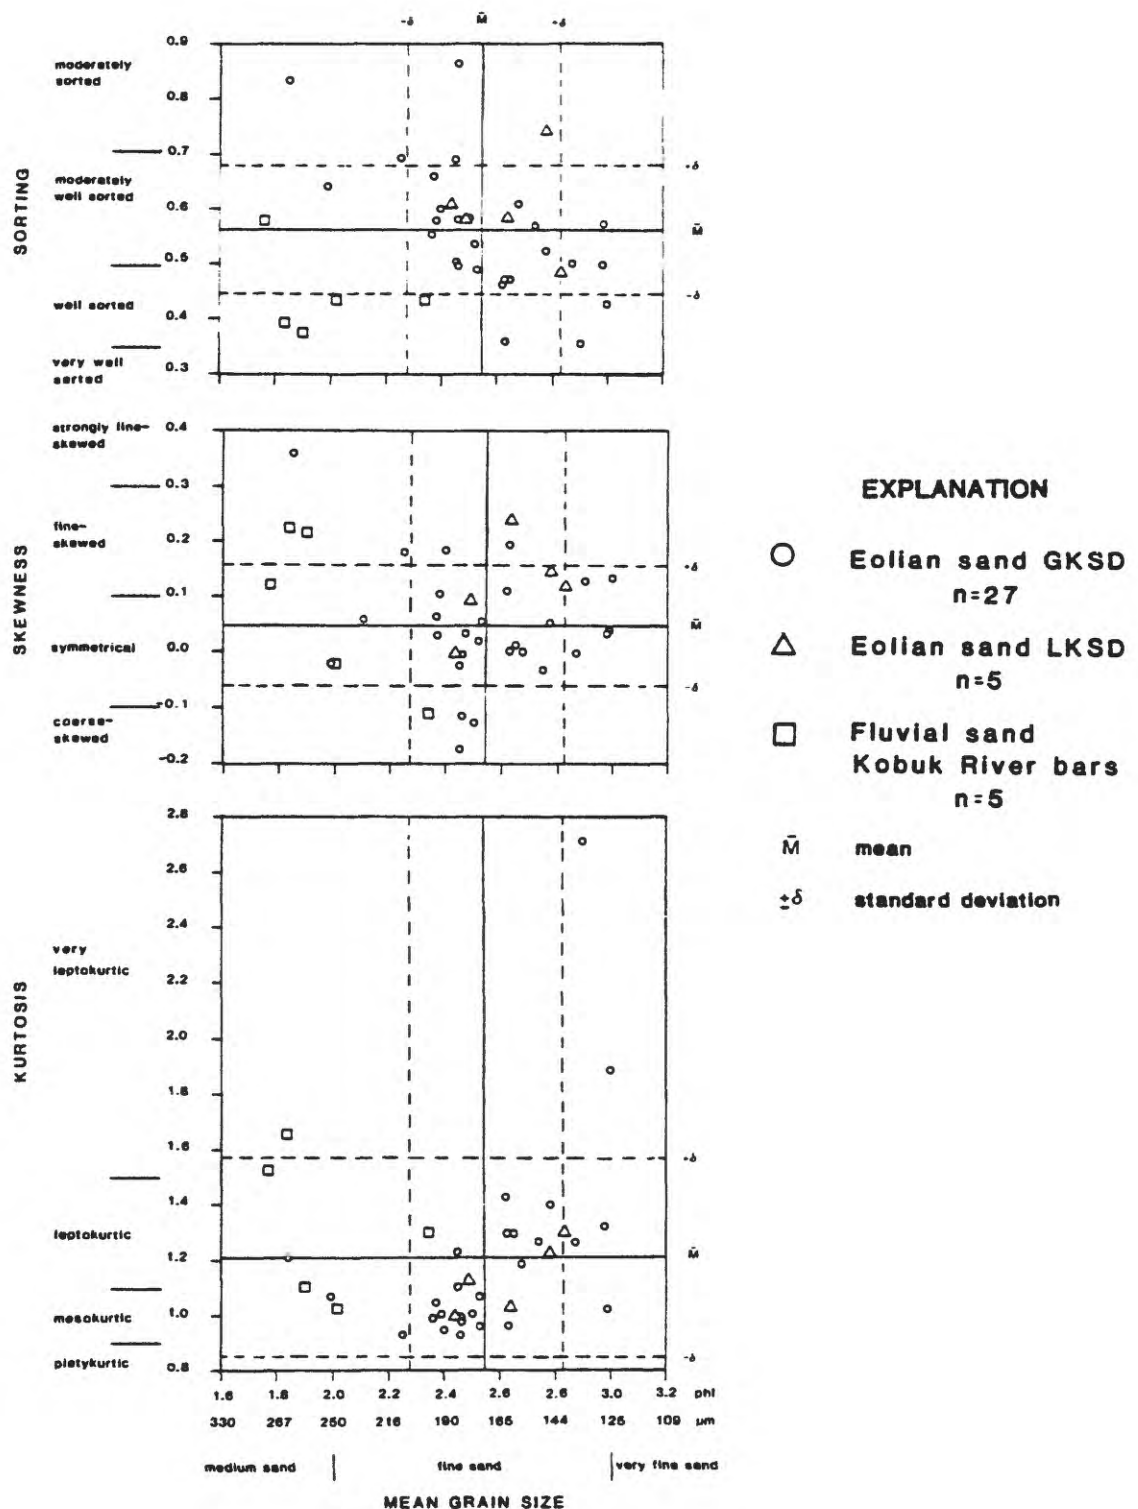 -δ M̄ -δ
SORTING
0.9
moderately
sorted
0.8
0.7
-δ
moderately
well sorted
0.6
M̄
0.5
-δ
well sorted
0.4
very well
sorted
0.3
SKEWNESS
strongly fine-
skewed
0.4
0.3
fine-
skewed
0.2
+δ
0.1
M̄
symmetrical
0.0
-δ
-0.1
coarse-
skewed
-0.2
KURTOSIS
2.8
2.6
2.4
very
leptokurtic
2.2
2.0
1.8
1.6
+δ
1.4
leptokurtic
1.2
M̄
mesokurtic
1.0
platykurtic
0.8
-δ
1.6 1.8 2.0 2.2 2.4 2.6 2.8 3.0 3.2 phi
330 267 250 216 190 165 144 125 109 μm
medium sand fine sand very fine sand
MEAN GRAIN SIZE
EXPLANATION
Eolian sand GKSD
n=27
Eolian sand LKSD
n=5
Fluvial sand
Kobuk River bars
n=5
M̄ mean
±δ standard deviation